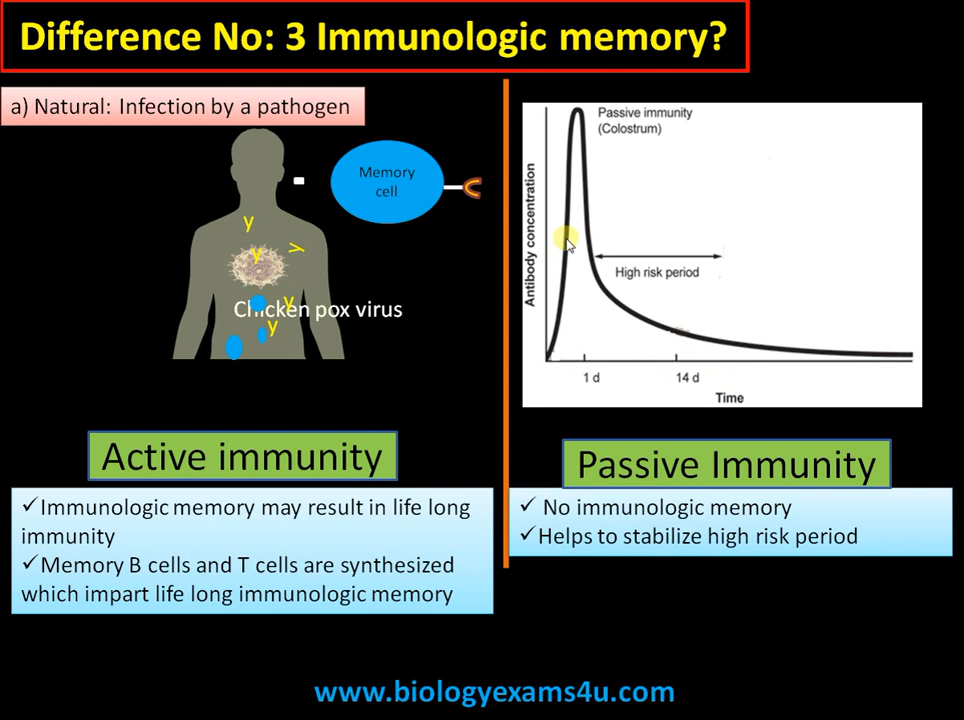 Difference No: 3 Immunologic memory?
a) Natural: Infection by a pathogen
Memory
cell
y
y
y
y
y
Chicken pox virus
Active immunity
✓Immunologic memory may result in life long
immunity
✓Memory B cells and T cells are synthesized
which impart life long immunologic memory
Passive immunity
(Colostrum)
Antibody concentration
High risk period
1 d
14 d
Time
Passive Immunity
✓ No immunologic memory
✓Helps to stabilize high risk period
www.biologyexams4u.com